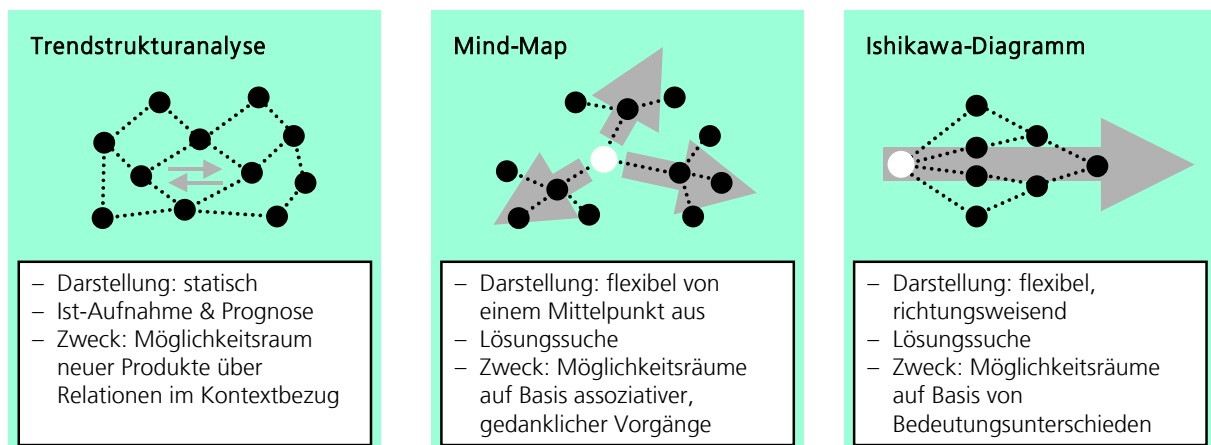 Trendstrukturanalyse
– Darstellung: statisch
– Ist-Aufnahme & Prognose
– Zweck: Möglichkeitsraum
neuer Produkte über
Relationen im Kontextbezug
Mind-Map
– Darstellung: flexibel von
einem Mittelpunkt aus
– Lösungssuche
– Zweck: Möglichkeitsräume
auf Basis assoziativer,
gedanklicher Vorgänge
Ishikawa-Diagramm
– Darstellung: flexibel,
richtungsweisend
– Lösungssuche
– Zweck: Möglichkeitsräume
auf Basis von
Bedeutungsunterschieden